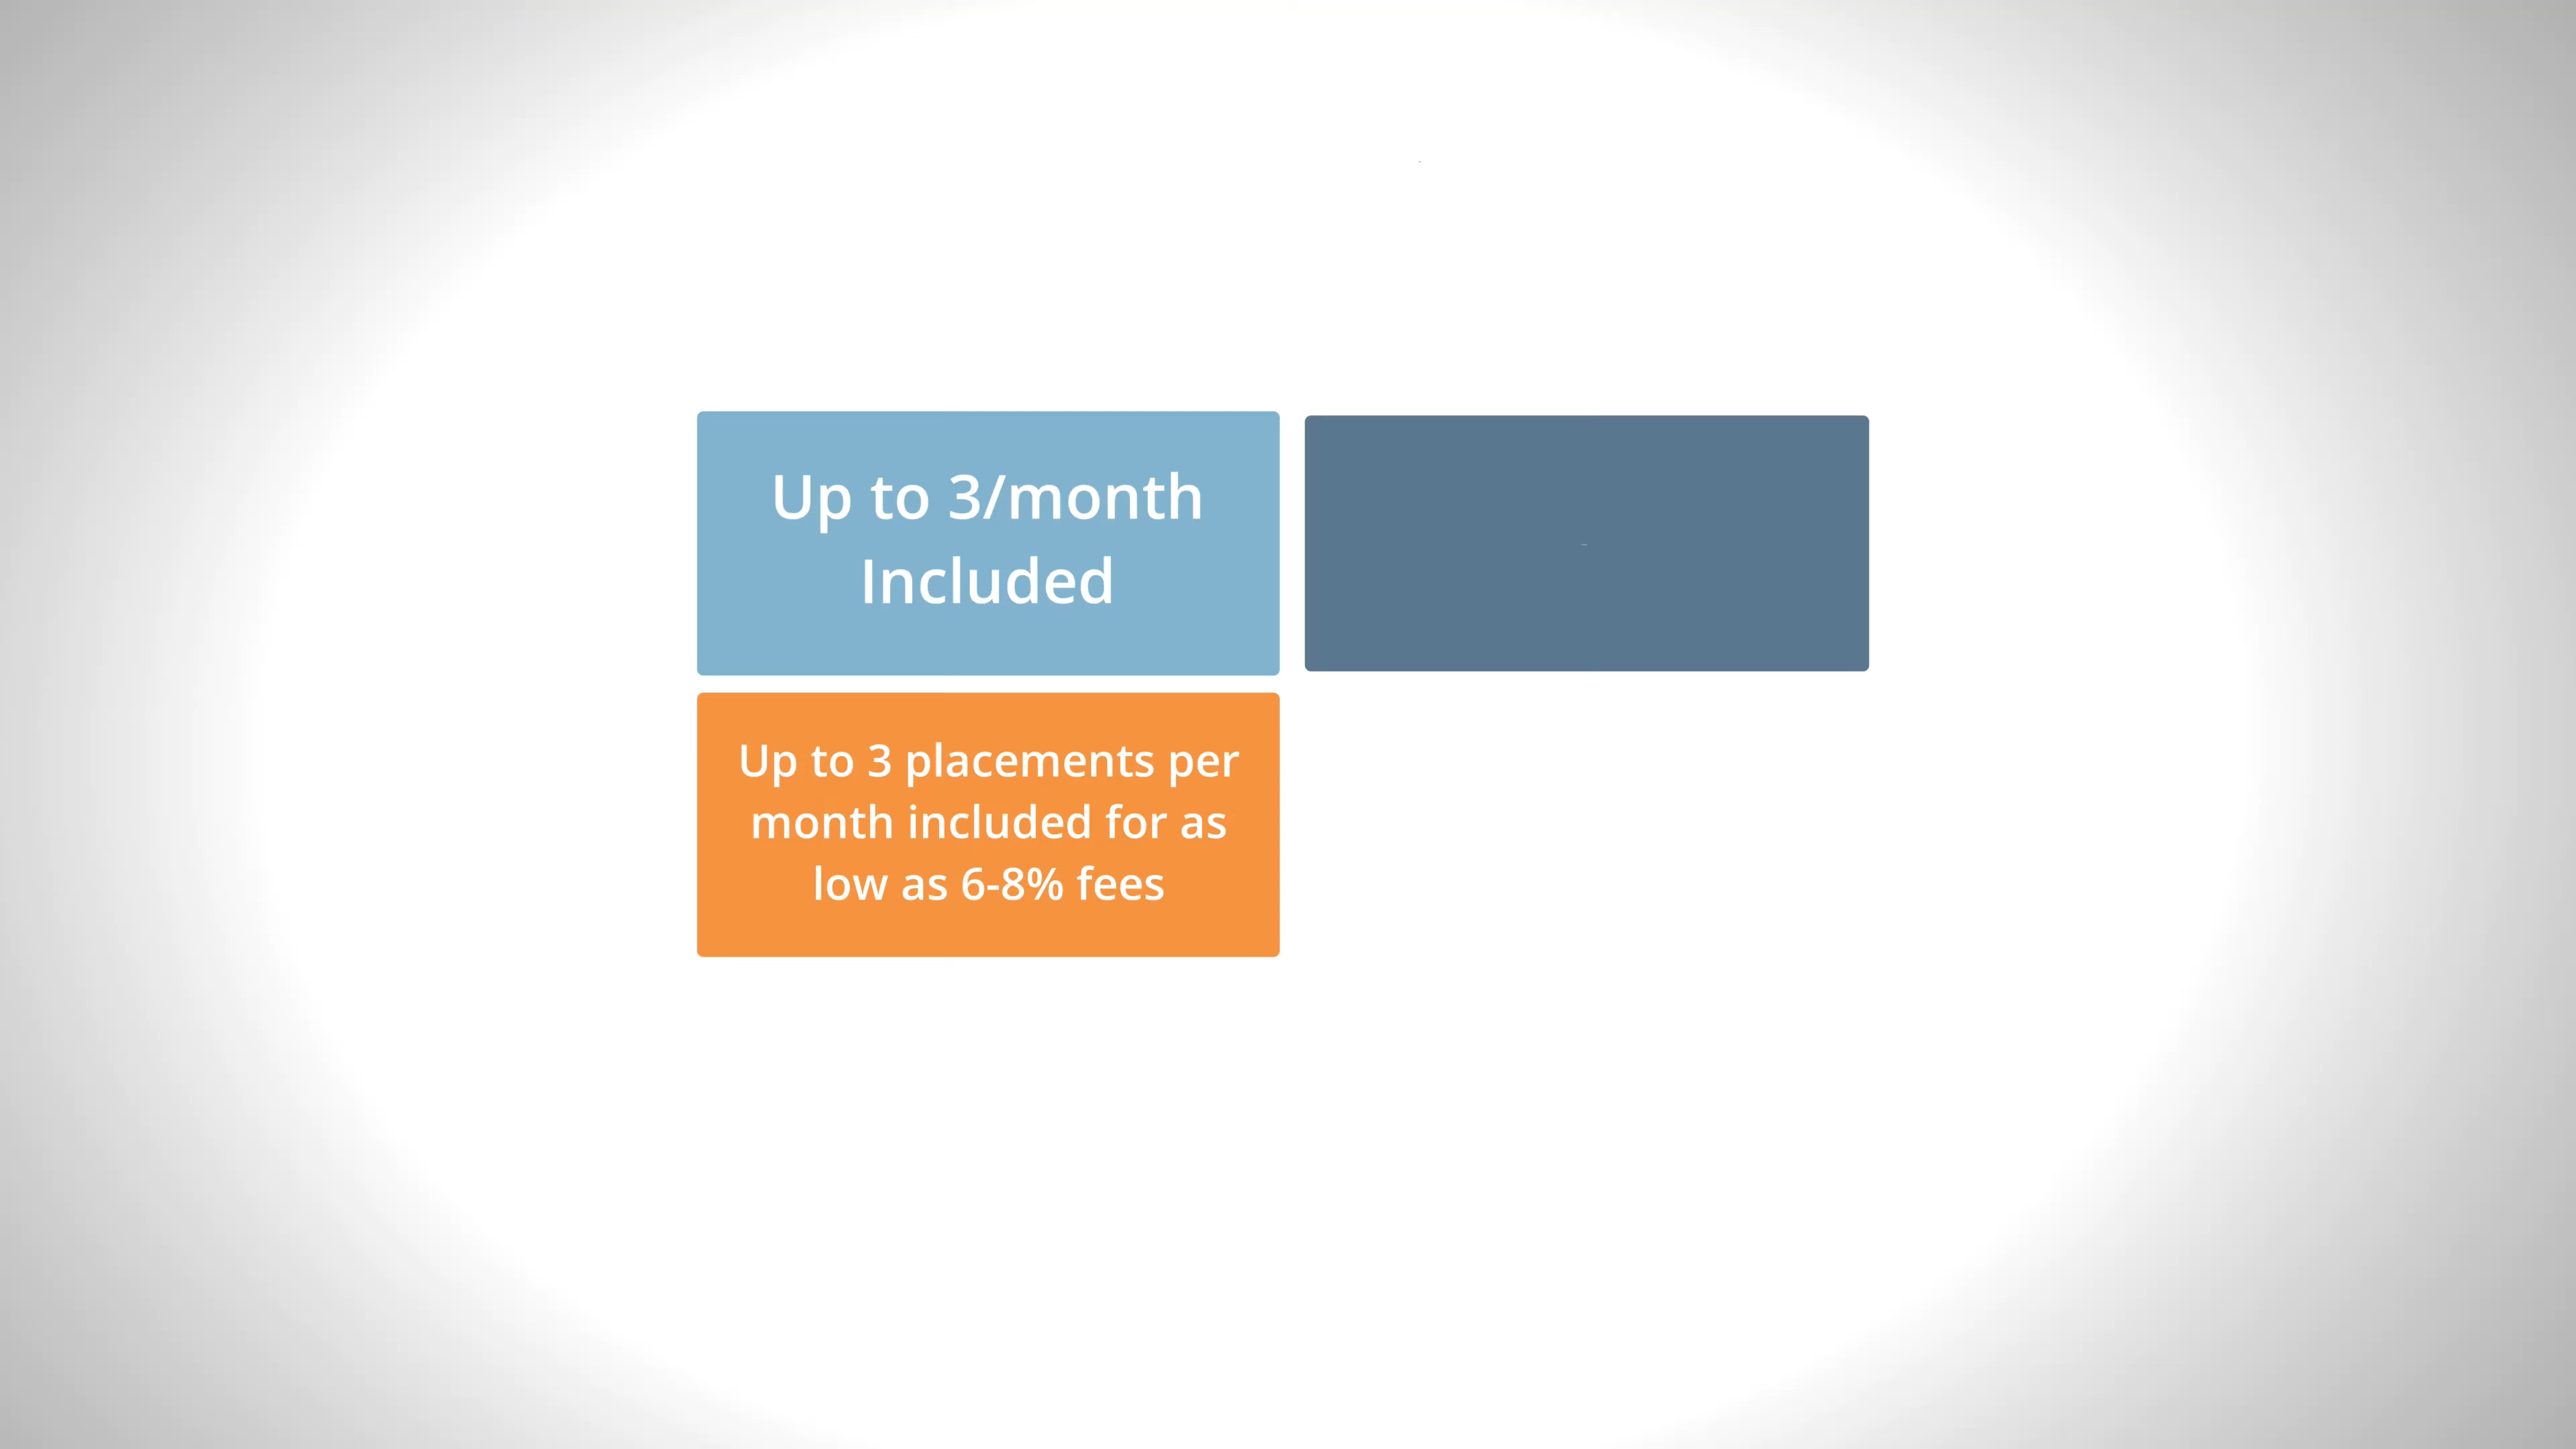 Up to 3/month
Included
Up to 3 placements per
month included for as
low as 6-8% fees